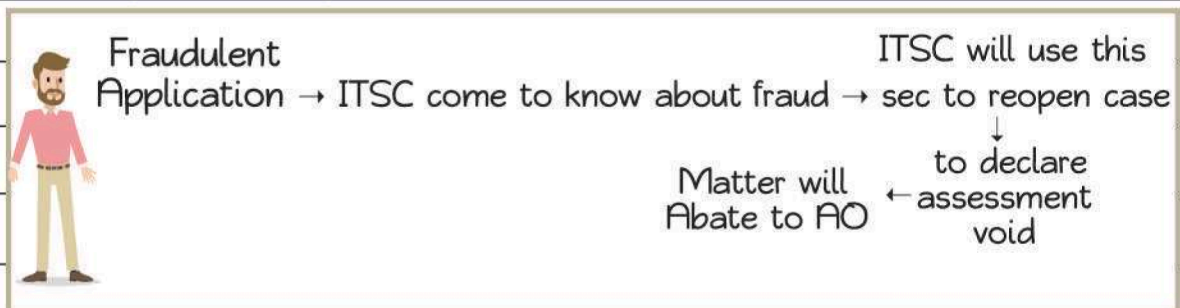 Fraudulent
Application → ITSC come to know about fraud → ITSC will use this
sec to reopen case
↓
to declare
assessment
void
←
Matter will
Abate to AO